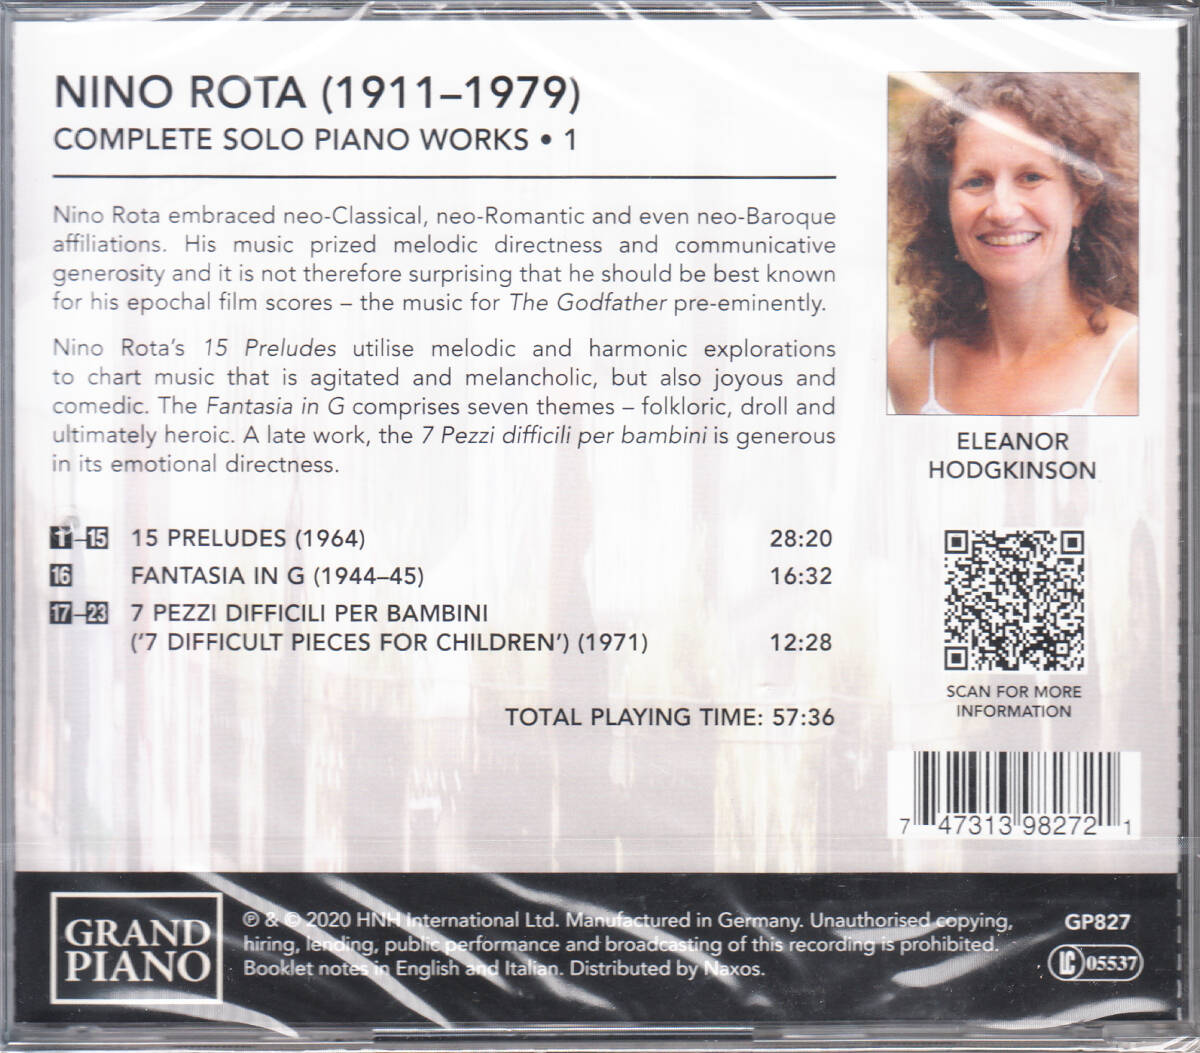 NINO ROTA (1911–1979)
COMPLETE SOLO PIANO WORKS • 1
Nino Rota embraced neo-Classical, neo-Romantic and even neo-Baroque
affiliations. His music prized melodic directness and communicative
generosity and it is not therefore surprising that he should be best known
for his epochal film scores – the music for The Godfather pre-eminently.
Nino Rota's 15 Preludes utilise melodic and harmonic explorations
to chart music that is agitated and melancholic, but also joyous and
comedic. The Fantasia in G comprises seven themes – folkloric, droll and
ultimately heroic. A late work, the 7 Pezzi difficili per bambini is generous
in its emotional directness.
1–15 15 PRELUDES (1964) 28:20
16 FANTASIA IN G (1944–45) 16:32
17–23 7 PEZZI DIFFICILI PER BAMBINI
('7 DIFFICULT PIECES FOR CHILDREN') (1971) 12:28
TOTAL PLAYING TIME: 57:36
ELEANOR
HODGKINSON
SCAN FOR MORE
INFORMATION
7 47313 98272 1
GRAND
PIANO
℗ & © 2020 HNH International Ltd. Manufactured in Germany. Unauthorised copying,
hiring, lending, public performance and broadcasting of this recording is prohibited.
Booklet notes in English and Italian. Distributed by Naxos.
GP827
LC 05537